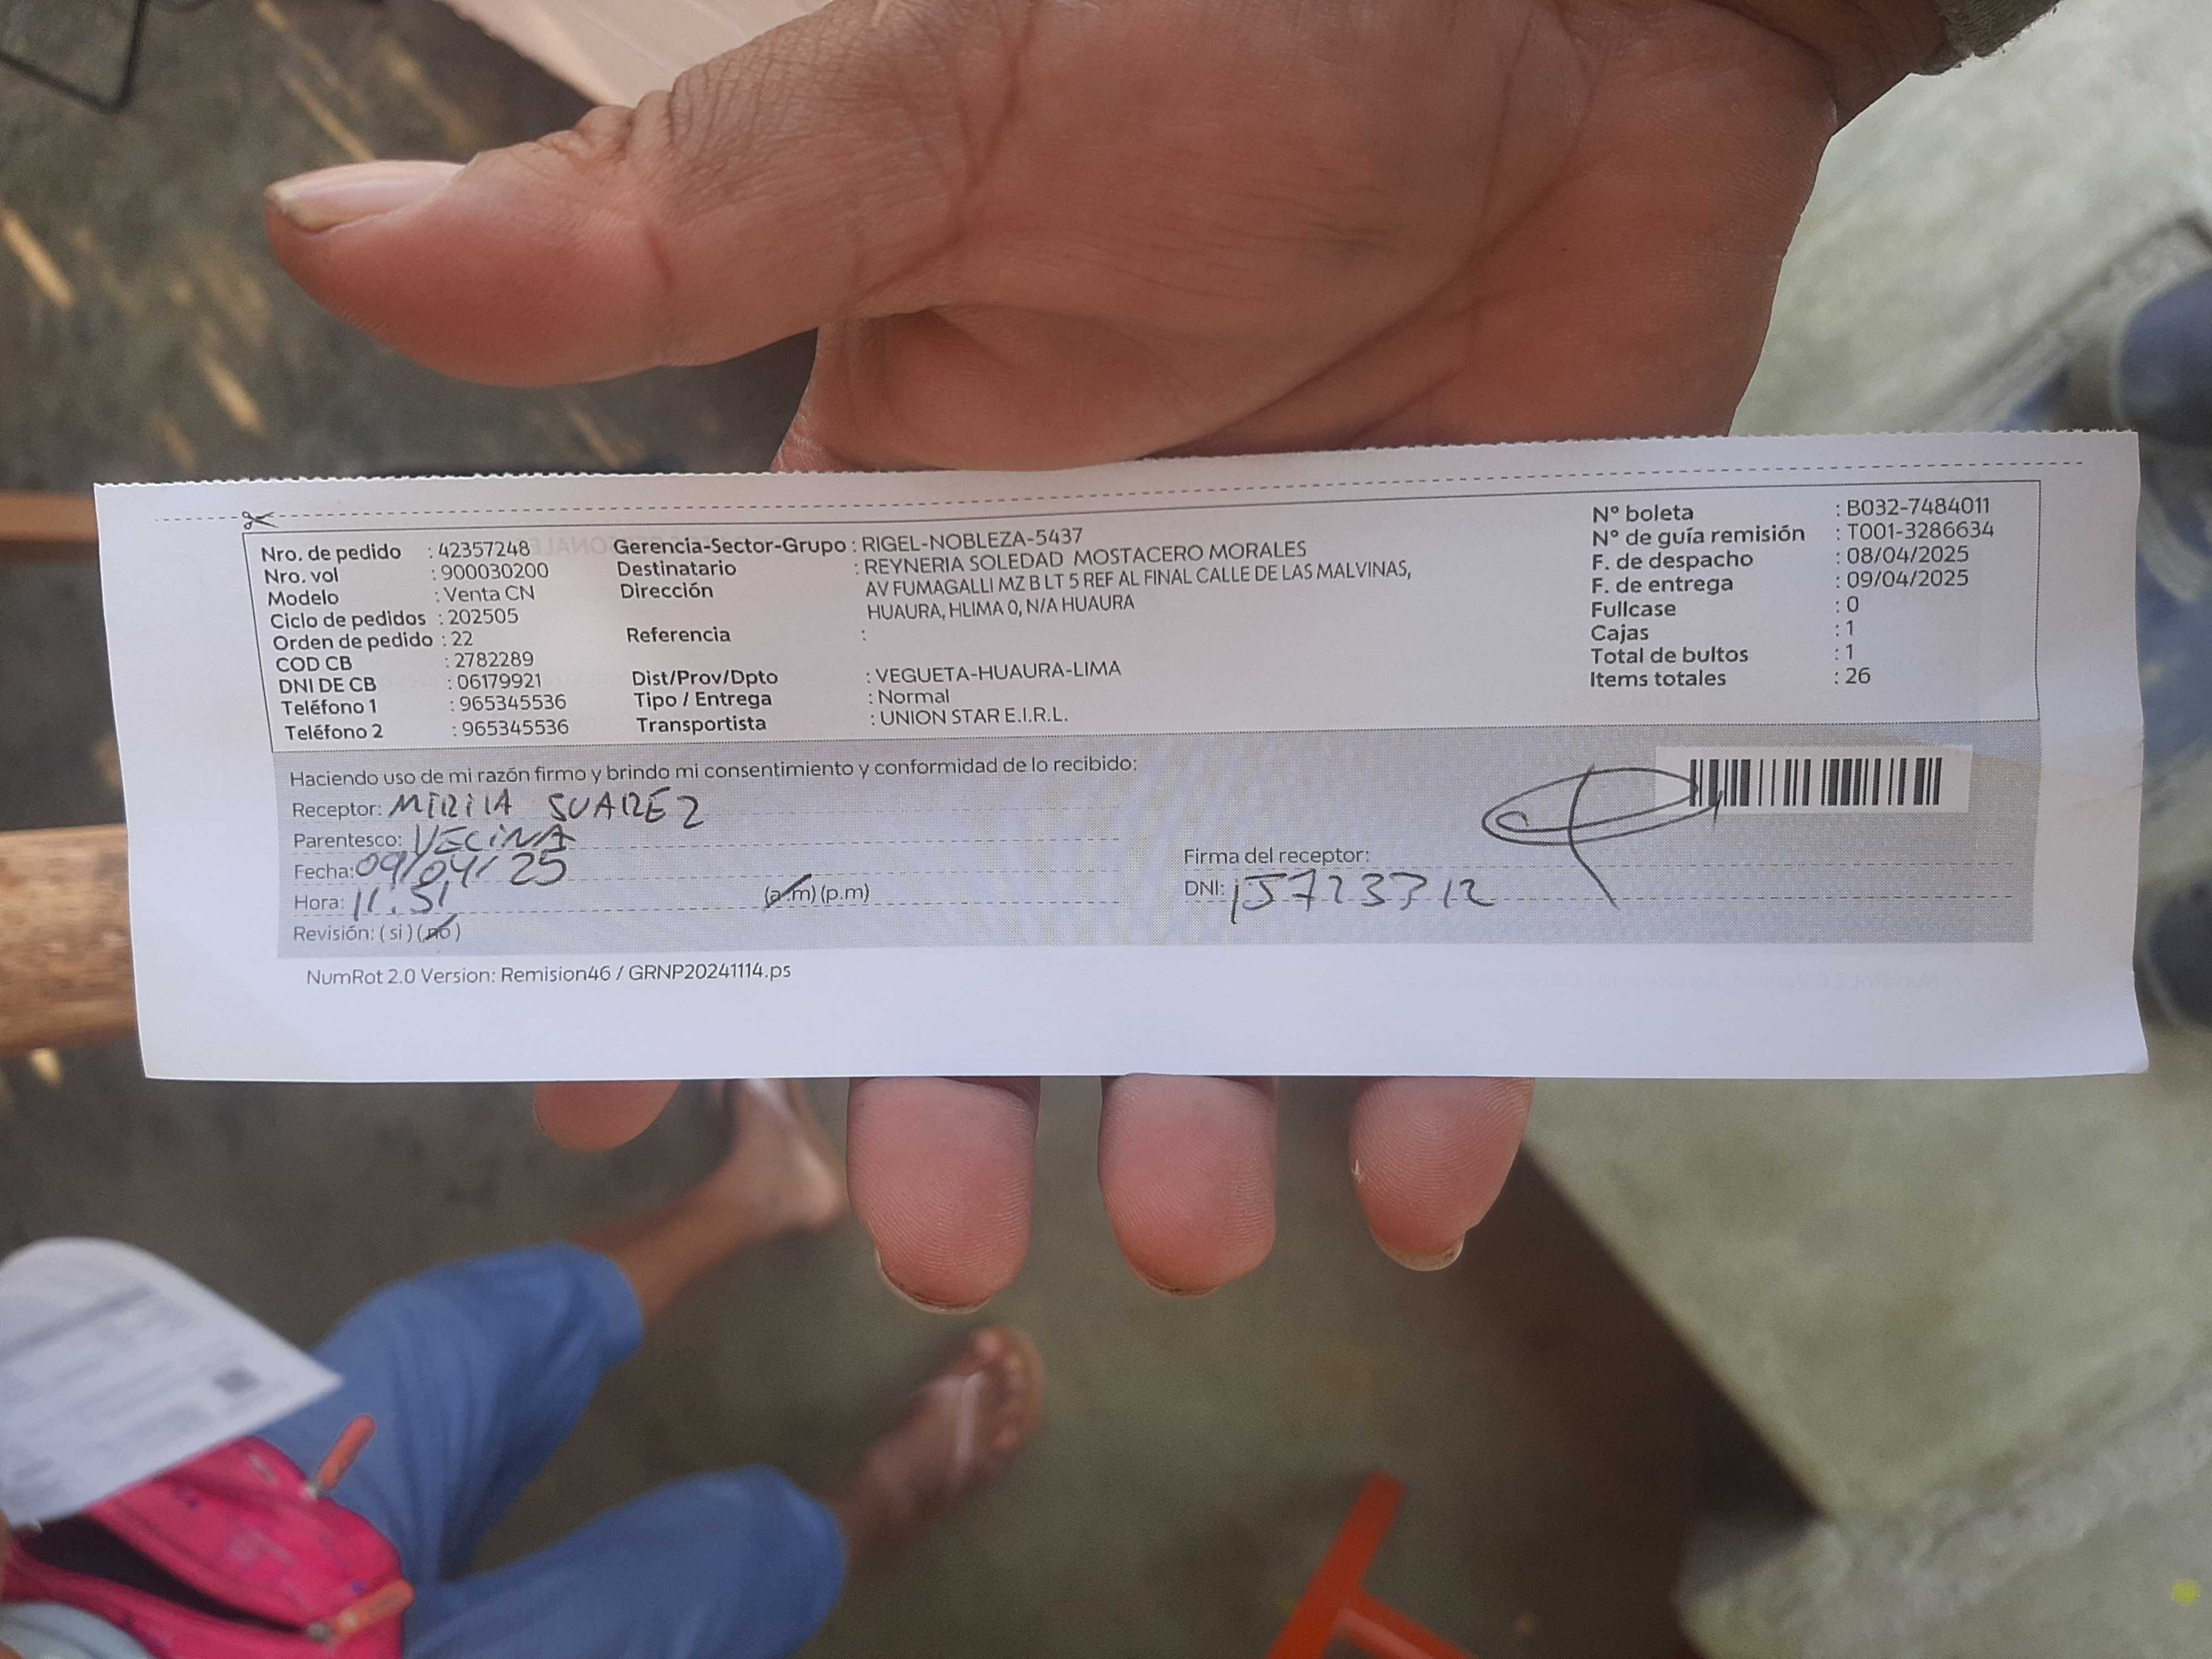 Nro. de pedido : 42357248
Nro. vol : 900030200
Modelo : Venta CN
Ciclo de pedidos : 202505
Orden de pedido : 22
COD CB : 2782289
DNI DE CB : 06179921
Teléfono 1 : 965345536
Teléfono 2 : 965345536
Gerencia-Sector-Grupo : RIGEL-NOBLEZA-5437
Destinatario : REYNERIA SOLEDAD MOSTACERO MORALES
Dirección AV FUMAGALLI MZ B LT 5 REF AL FINAL CALLE DE LAS MALVINAS,
HUAURA, HLIMA 0, N/A HUAURA
Referencia :
Dist/Prov/Dpto : VEGUETA-HUAURA-LIMA
Tipo / Entrega : Normal
Transportista : UNION STAR E.I.R.L.
N° boleta : B032-7484011
N° de guía remisión : T001-3286634
F. de despacho : 08/04/2025
F. de entrega : 09/04/2025
Fullcase : 0
Cajas : 1
Total de bultos : 1
Items totales : 26
Haciendo uso de mi razón firmo y brindo mi consentimiento y conformidad de lo recibido:
Receptor: MIRIIA SUAREZ
Parentesco: VECINA
Fecha: 09/04/25
Hora: 11.51 (a.m) (p.m)
Revisión: ( si ) ( no )
Firma del receptor:
DNI: 15723312
NumRot 2.0 Version: Remision46 / GRNP20241114.ps